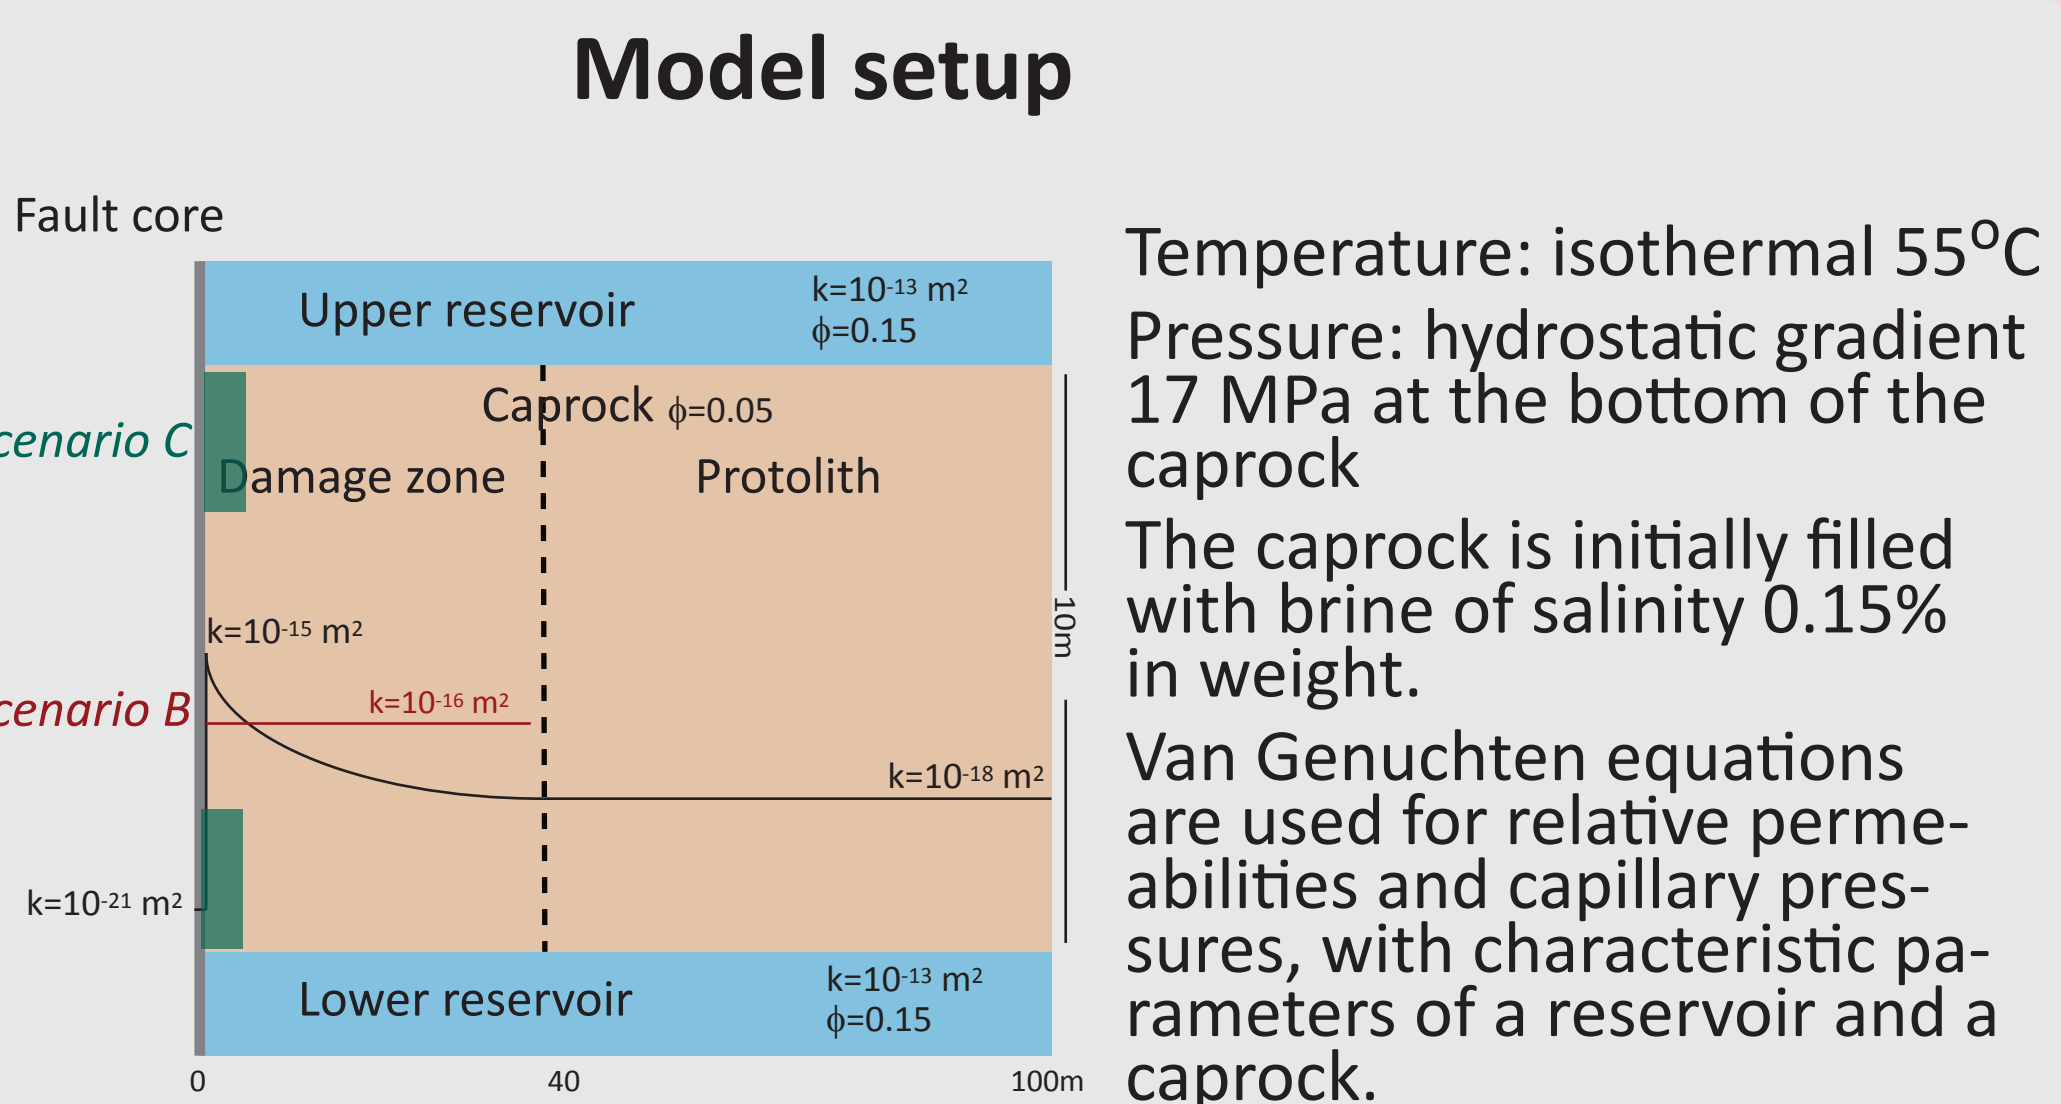 Model setup
Fault core
Upper reservoir
k=10⁻¹³ m²
ϕ=0.15
Caprock ϕ=0.05
cenario C
Damage zone
Protolith
10m
k=10⁻¹⁵ m²
cenario B
k=10⁻¹⁶ m²
k=10⁻¹⁸ m²
k=10⁻²¹ m²
Lower reservoir
k=10⁻¹³ m²
ϕ=0.15
0
40
100m
Temperature: isothermal 55ºC
Pressure: hydrostatic gradient
17 MPa at the bottom of the
caprock
The caprock is initially filled
with brine of salinity 0.15%
in weight.
Van Genuchten equations
are used for relative perme-
abilities and capillary pres-
sures, with characteristic pa-
rameters of a reservoir and a
caprock.